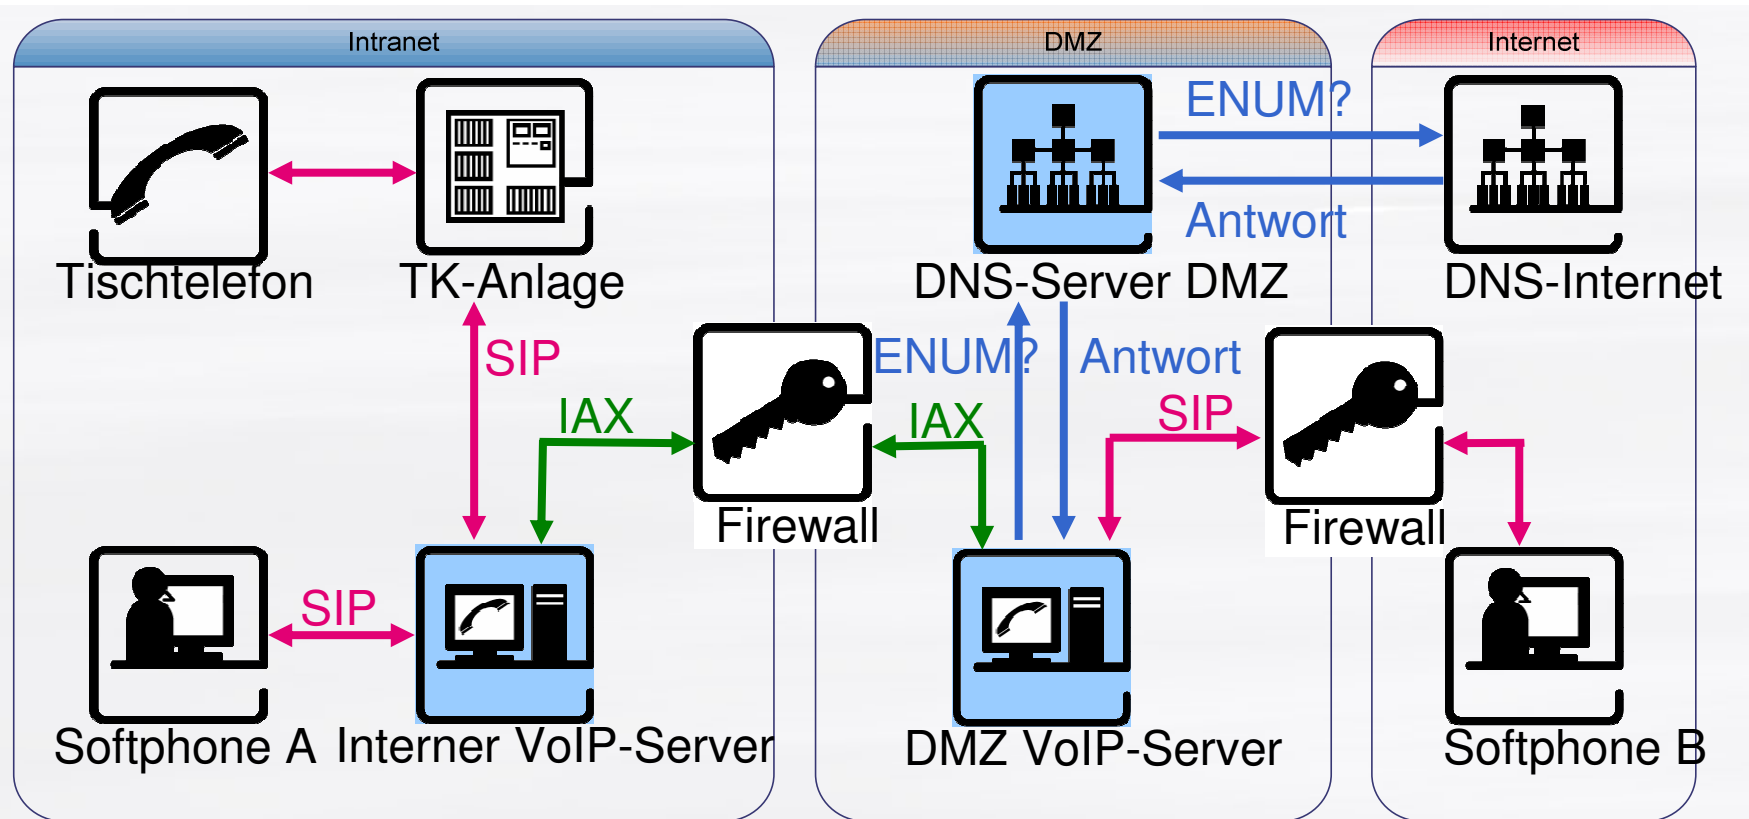 Intranet
DMZ
Internet
ENUM?
Antwort
Tischtelefon
TK-Anlage
DNS-Server DMZ
DNS-Internet
SIP
ENUM?
Antwort
IAX
IAX
SIP
Firewall
Firewall
SIP
Softphone A
Interner VoIP-Server
DMZ VoIP-Server
Softphone B